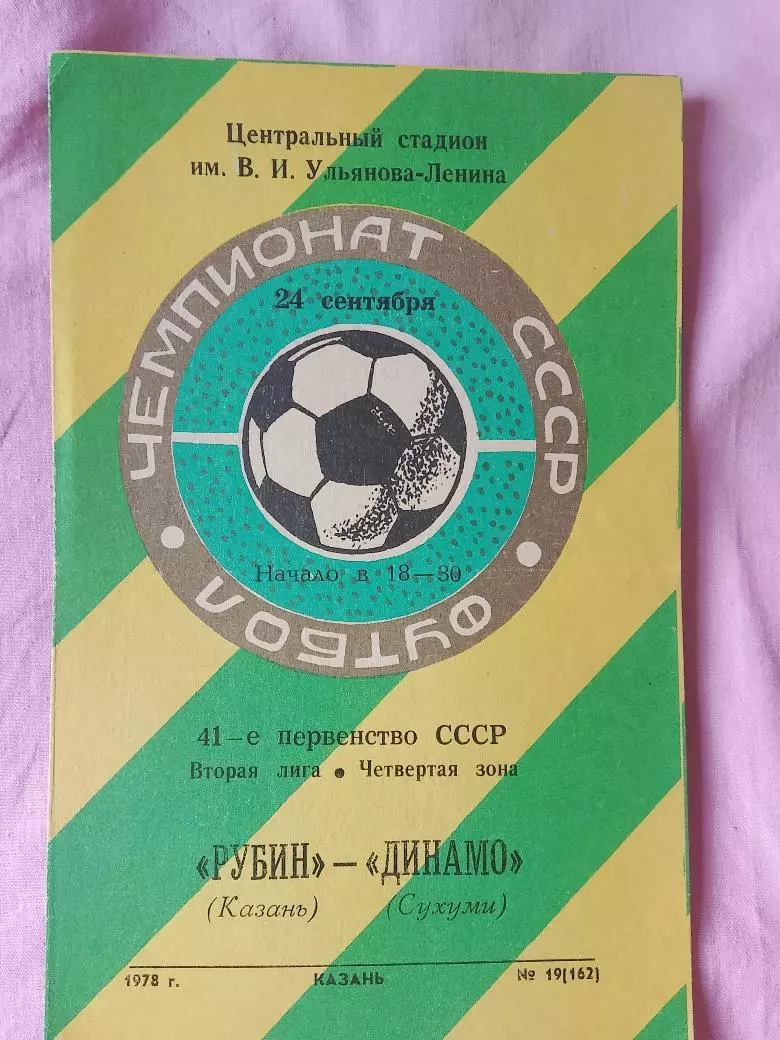 Центральный стадион
им. В. И. Ульянова-Ленина
ЧЕМПИОНАТ СССР
24 сентября
Начало в 18—30
ФУТБОЛ
41-е первенство СССР
Вторая лига • Четвертая зона
«РУБИН» — «ДИНАМО»
(Казань) (Сухуми)
1978 г. КАЗАНЬ № 19(162)